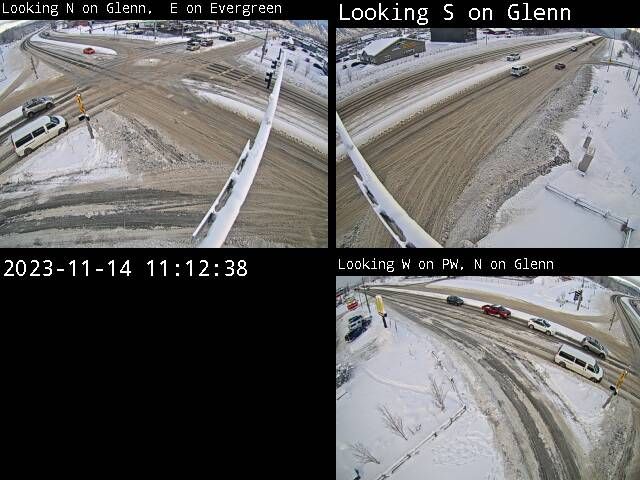 Looking N on Glenn, E on Evergreen
Looking S on Glenn
2023-11-14 11:12:38
Looking W on PW, N on Glenn